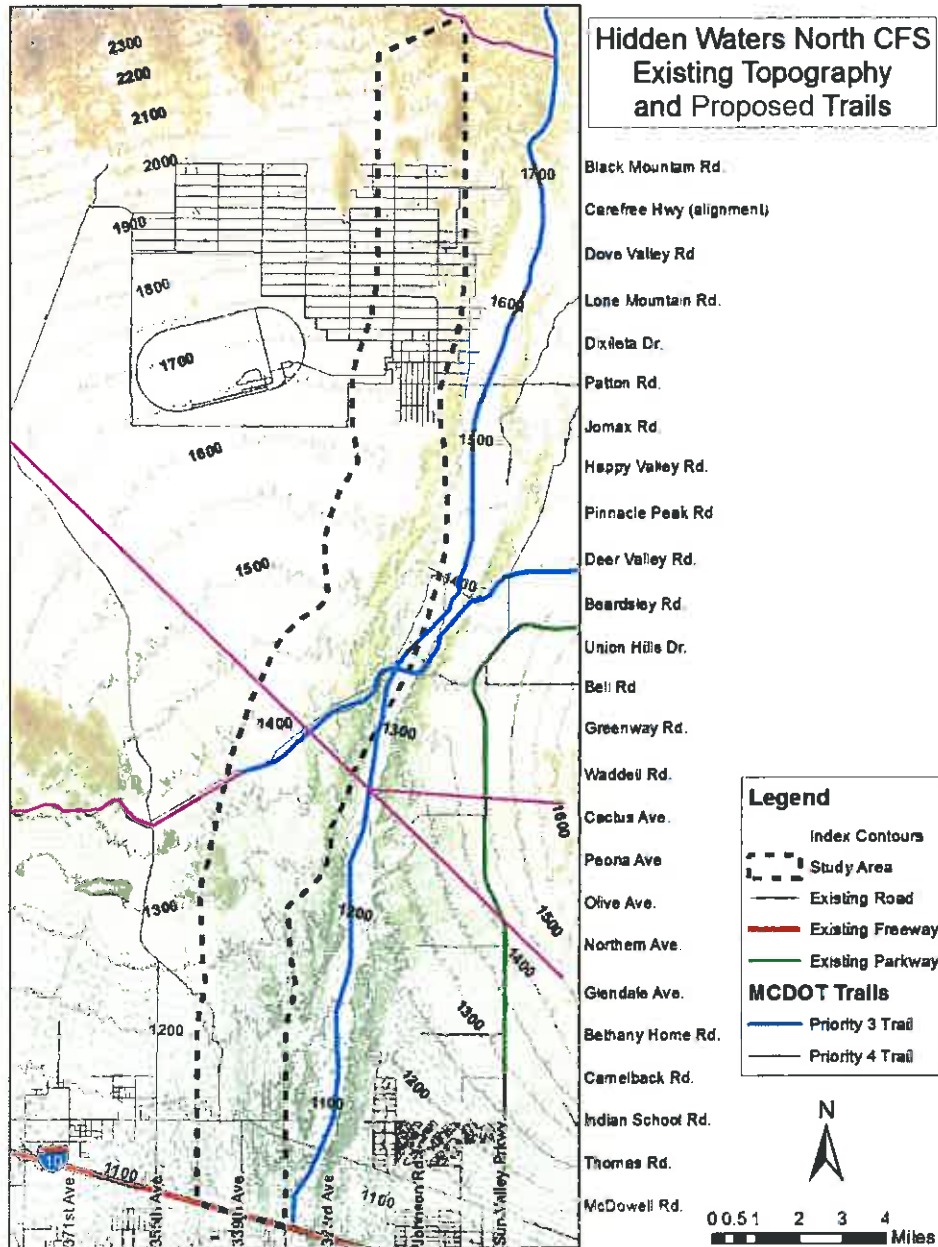 Hidden Waters North CFS
Existing Topography
and Proposed Trails
2300
2200
2100
2000
1900
1800
1700
1600
1500
1400
1300
1200
1100
1700
1600
1500
1400
1300
1200
1100
1600
1500
1400
1300
1200
1100
Black Mountain Rd.
Carefree Hwy (alignment)
Dove Valley Rd
Lone Mountain Rd.
Dixileta Dr.
Patton Rd.
Jomax Rd.
Happy Valley Rd.
Pinnacle Peak Rd
Deer Valley Rd.
Beardsley Rd.
Union Hills Dr.
Bell Rd
Greenway Rd.
Waddell Rd.
Cactus Ave.
Peoria Ave
Olive Ave.
Northern Ave.
Glendale Ave.
Bethany Home Rd.
Camelback Rd.
Indian School Rd.
Thomas Rd.
McDowell Rd.
371st Ave.
355th Ave.
339th Ave.
323rd Ave
Johnson Rd.
Sun Valley Pkwy
10
Legend
Index Contours
Study Area
Existing Road
Existing Freeway
Existing Parkway
MCDOT Trails
Priority 3 Trail
Priority 4 Trail
N
0 0.5 1 2 3 4
Miles